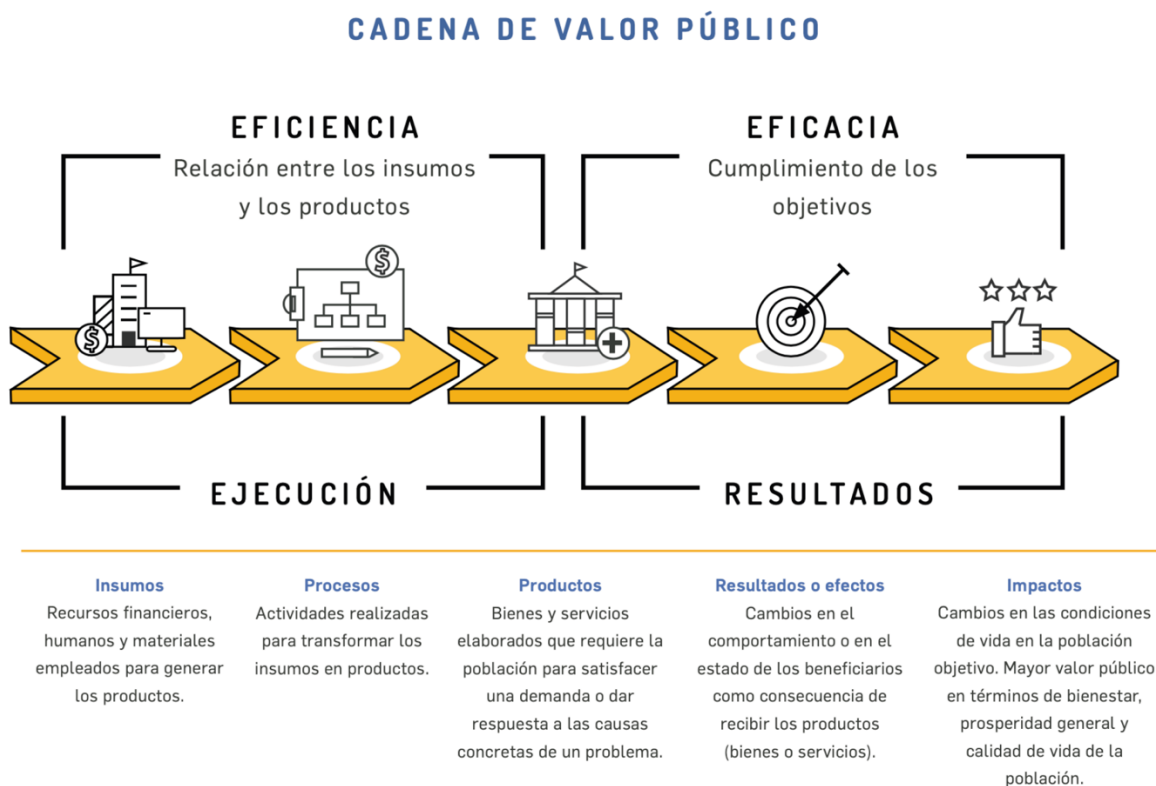 CADENA DE VALOR PÚBLICO
EFICIENCIA
Relación entre los insumos
y los productos
EFICACIA
Cumplimiento de los
objetivos
$
$
EJECUCIÓN
RESULTADOS
Insumos
Recursos financieros,
humanos y materiales
empleados para generar
los productos.
Procesos
Actividades realizadas
para transformar los
insumos en productos.
Productos
Bienes y servicios
elaborados que requiere la
población para satisfacer
una demanda o dar
respuesta a las causas
concretas de un problema.
Resultados o efectos
Cambios en el
comportamiento o en el
estado de los beneficiarios
como consecuencia de
recibir los productos
(bienes o servicios).
Impactos
Cambios en las condiciones
de vida en la población
objetivo. Mayor valor público
en términos de bienestar,
prosperidad general y
calidad de vida de la
población.